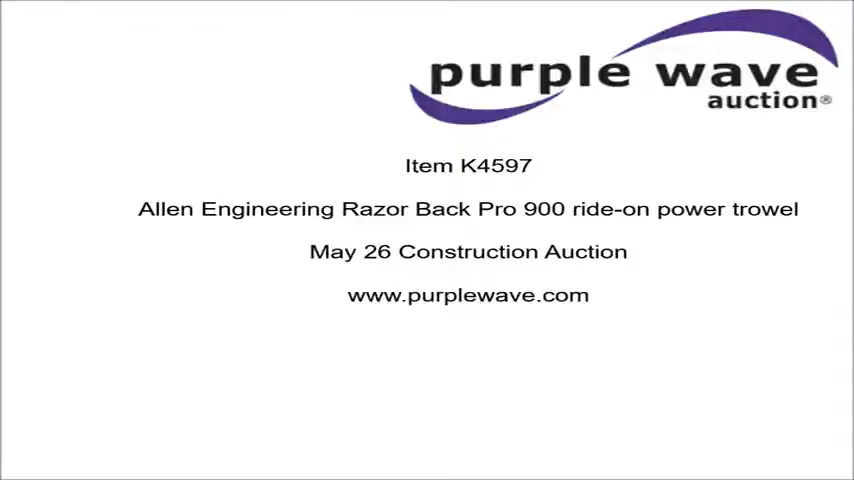 purple wave
auction®
Item K4597
Allen Engineering Razor Back Pro 900 ride-on power trowel
May 26 Construction Auction
www.purplewave.com